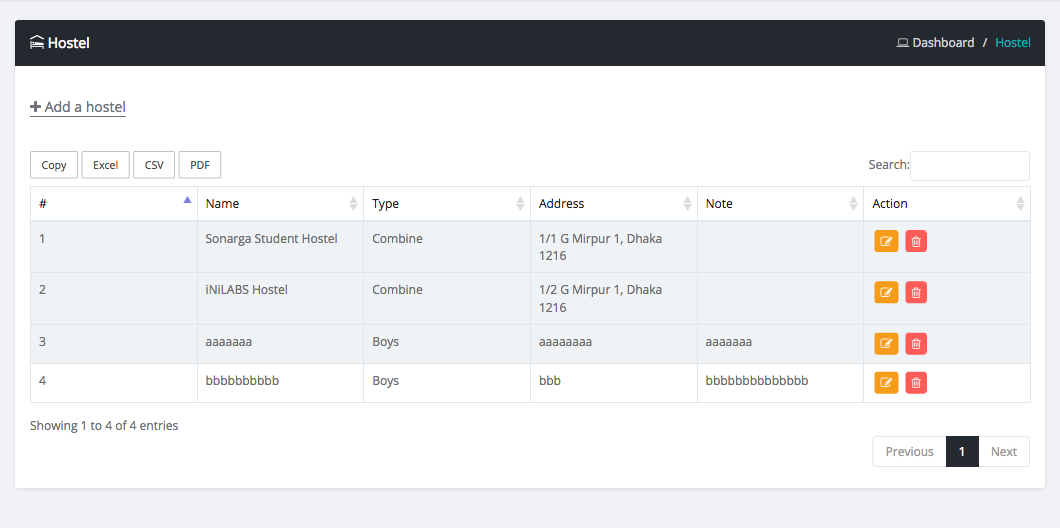 Hostel
Dashboard / Hostel
Add a hostel
Copy Excel CSV PDF
Search:
# Name Type Address Note Action
1 Sonarga Student Hostel Combine 1/1 G Mirpur 1, Dhaka
1216
2 iNiLABS Hostel Combine 1/2 G Mirpur 1, Dhaka
1216
3 aaaaaaa Boys aaaaaaaa aaaaaaa
4 bbbbbbbbbb Boys bbb bbbbbbbbbbbbbb
Showing 1 to 4 of 4 entries
Previous 1 Next